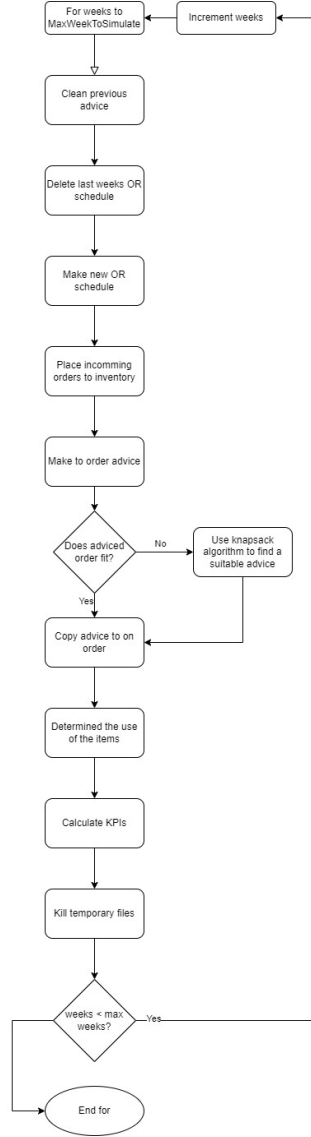 For weeks to
MaxWeekToSimulate
Increment weeks
Clean previous
advice
Delete last weeks OR
schedule
Make new OR
schedule
Place incomming
orders to inventory
Make to order advice
Does adviced
order fit?
No
Use knapsack
algorithm to find a
suitable advice
Yes
Copy advice to on
order
Determined the use
of the items
Calculate KPIs
Kill temporary files
weeks < max
weeks?
Yes
End for